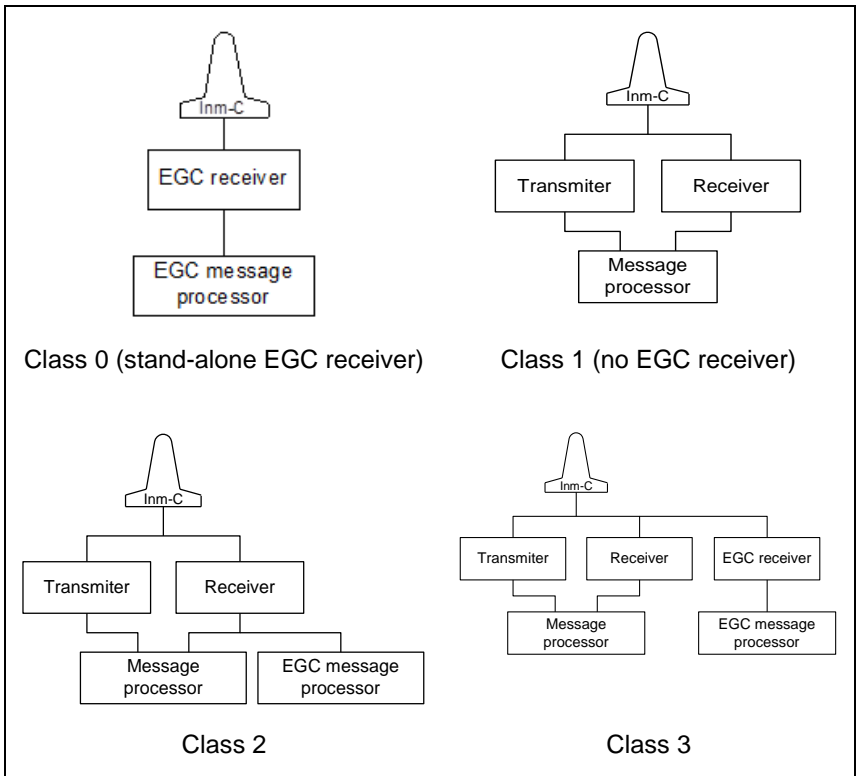 Inm-C
EGC receiver
EGC message
processor
Class 0 (stand-alone EGC receiver)
Inm-C
Transmiter
Receiver
Message
processor
Class 1 (no EGC receiver)
Inm-C
Transmiter
Receiver
Message
processor
EGC message
processor
Class 2
Inm-C
Transmiter
Receiver
EGC receiver
Message
processor
EGC message
processor
Class 3